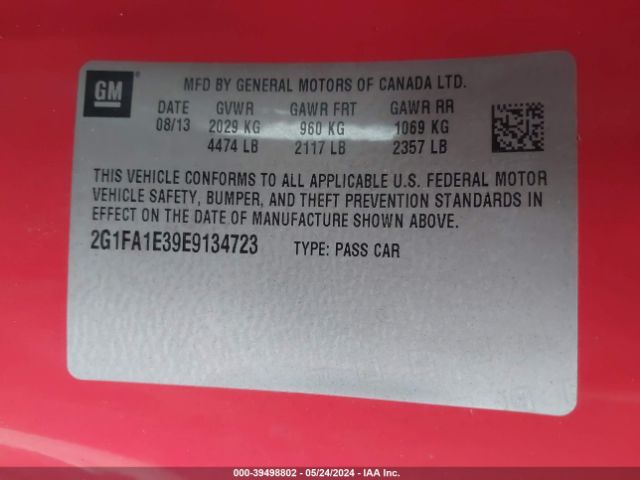 GM
MFD BY GENERAL MOTORS OF CANADA LTD.
DATE GVWR GAWR FRT GAWR RR
08/13 2029 KG 960 KG 1069 KG
4474 LB 2117 LB 2357 LB
THIS VEHICLE CONFORMS TO ALL APPLICABLE U.S. FEDERAL MOTOR
VEHICLE SAFETY, BUMPER, AND THEFT PREVENTION STANDARDS
IN EFFECT ON THE DATE OF MANUFACTURE SHOWN ABOVE.
2G1FA1E39E9134723 TYPE: PASS CAR
000-39498802 - 05/24/2024 - IAA Inc.